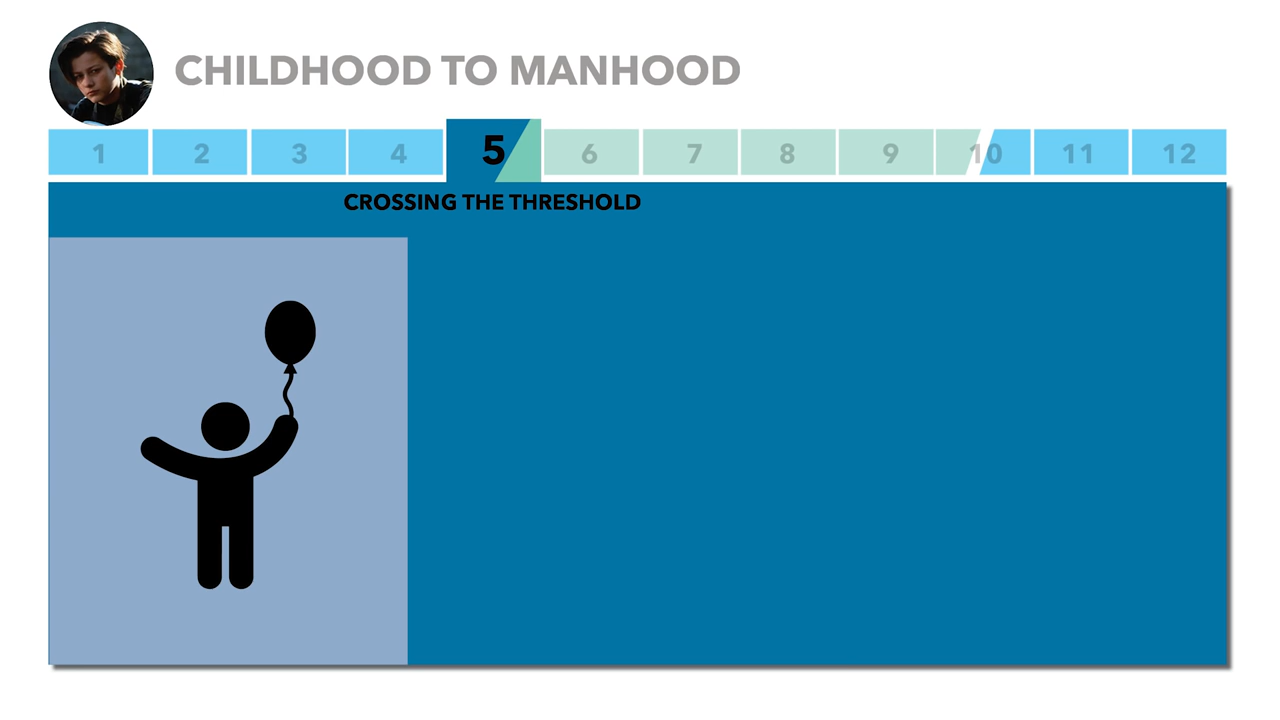 CHILDHOOD TO MANHOOD
1 2 3 4 5 6 7 8 9 10 11 12
CROSSING THE THRESHOLD